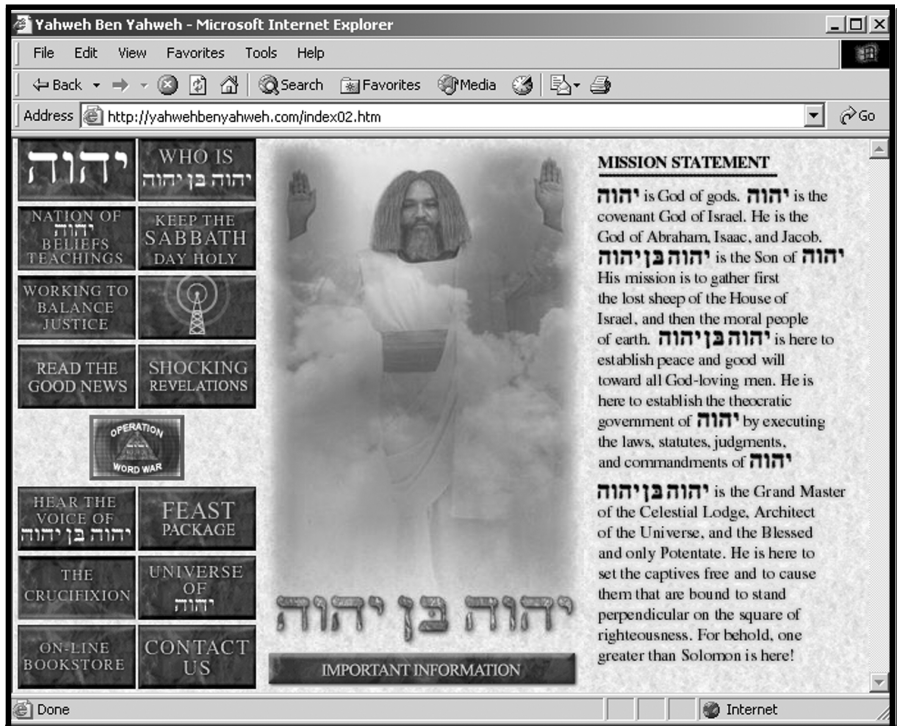 Yahweh Ben Yahweh - Microsoft Internet Explorer
File Edit View Favorites Tools Help
Back Search Favorites Media
Address http://yahwehbenyahweh.com/index02.htm Go
יהוה
WHO IS
יהוה בן יהוה
NATION OF
יהוה
BELIEFS
TEACHINGS
KEEP THE
SABBATH
DAY HOLY
WORKING TO
BALANCE
JUSTICE
READ THE
GOOD NEWS
SHOCKING
REVELATIONS
OPERATION
יהוה
WORD WAR
HEAR THE
VOICE OF
יהוה בן יהוה
FEAST
PACKAGE
THE
CRUCIFIXION
UNIVERSE
OF
יהוה
ON-LINE
BOOKSTORE
CONTACT
US
יהוה בן יהוה
IMPORTANT INFORMATION
MISSION STATEMENT
יהוה is God of gods. יהוה is the
covenant God of Israel. He is the
God of Abraham, Isaac, and Jacob.
יהוה בן יהוה is the Son of יהוה
His mission is to gather first
the lost sheep of the House of
Israel, and then the moral people
of earth. יהוה בן יהוה is here to
establish peace and good will
toward all God-loving men. He is
here to establish the theocratic
government of יהוה by executing
the laws, statutes, judgments,
and commandments of יהוה
יהוה בן יהוה is the Grand Master
of the Celestial Lodge, Architect
of the Universe, and the Blessed
and only Potentate. He is here to
set the captives free and to cause
them that are bound to stand
perpendicular on the square of
righteousness. For behold, one
greater than Solomon is here!
Done Internet